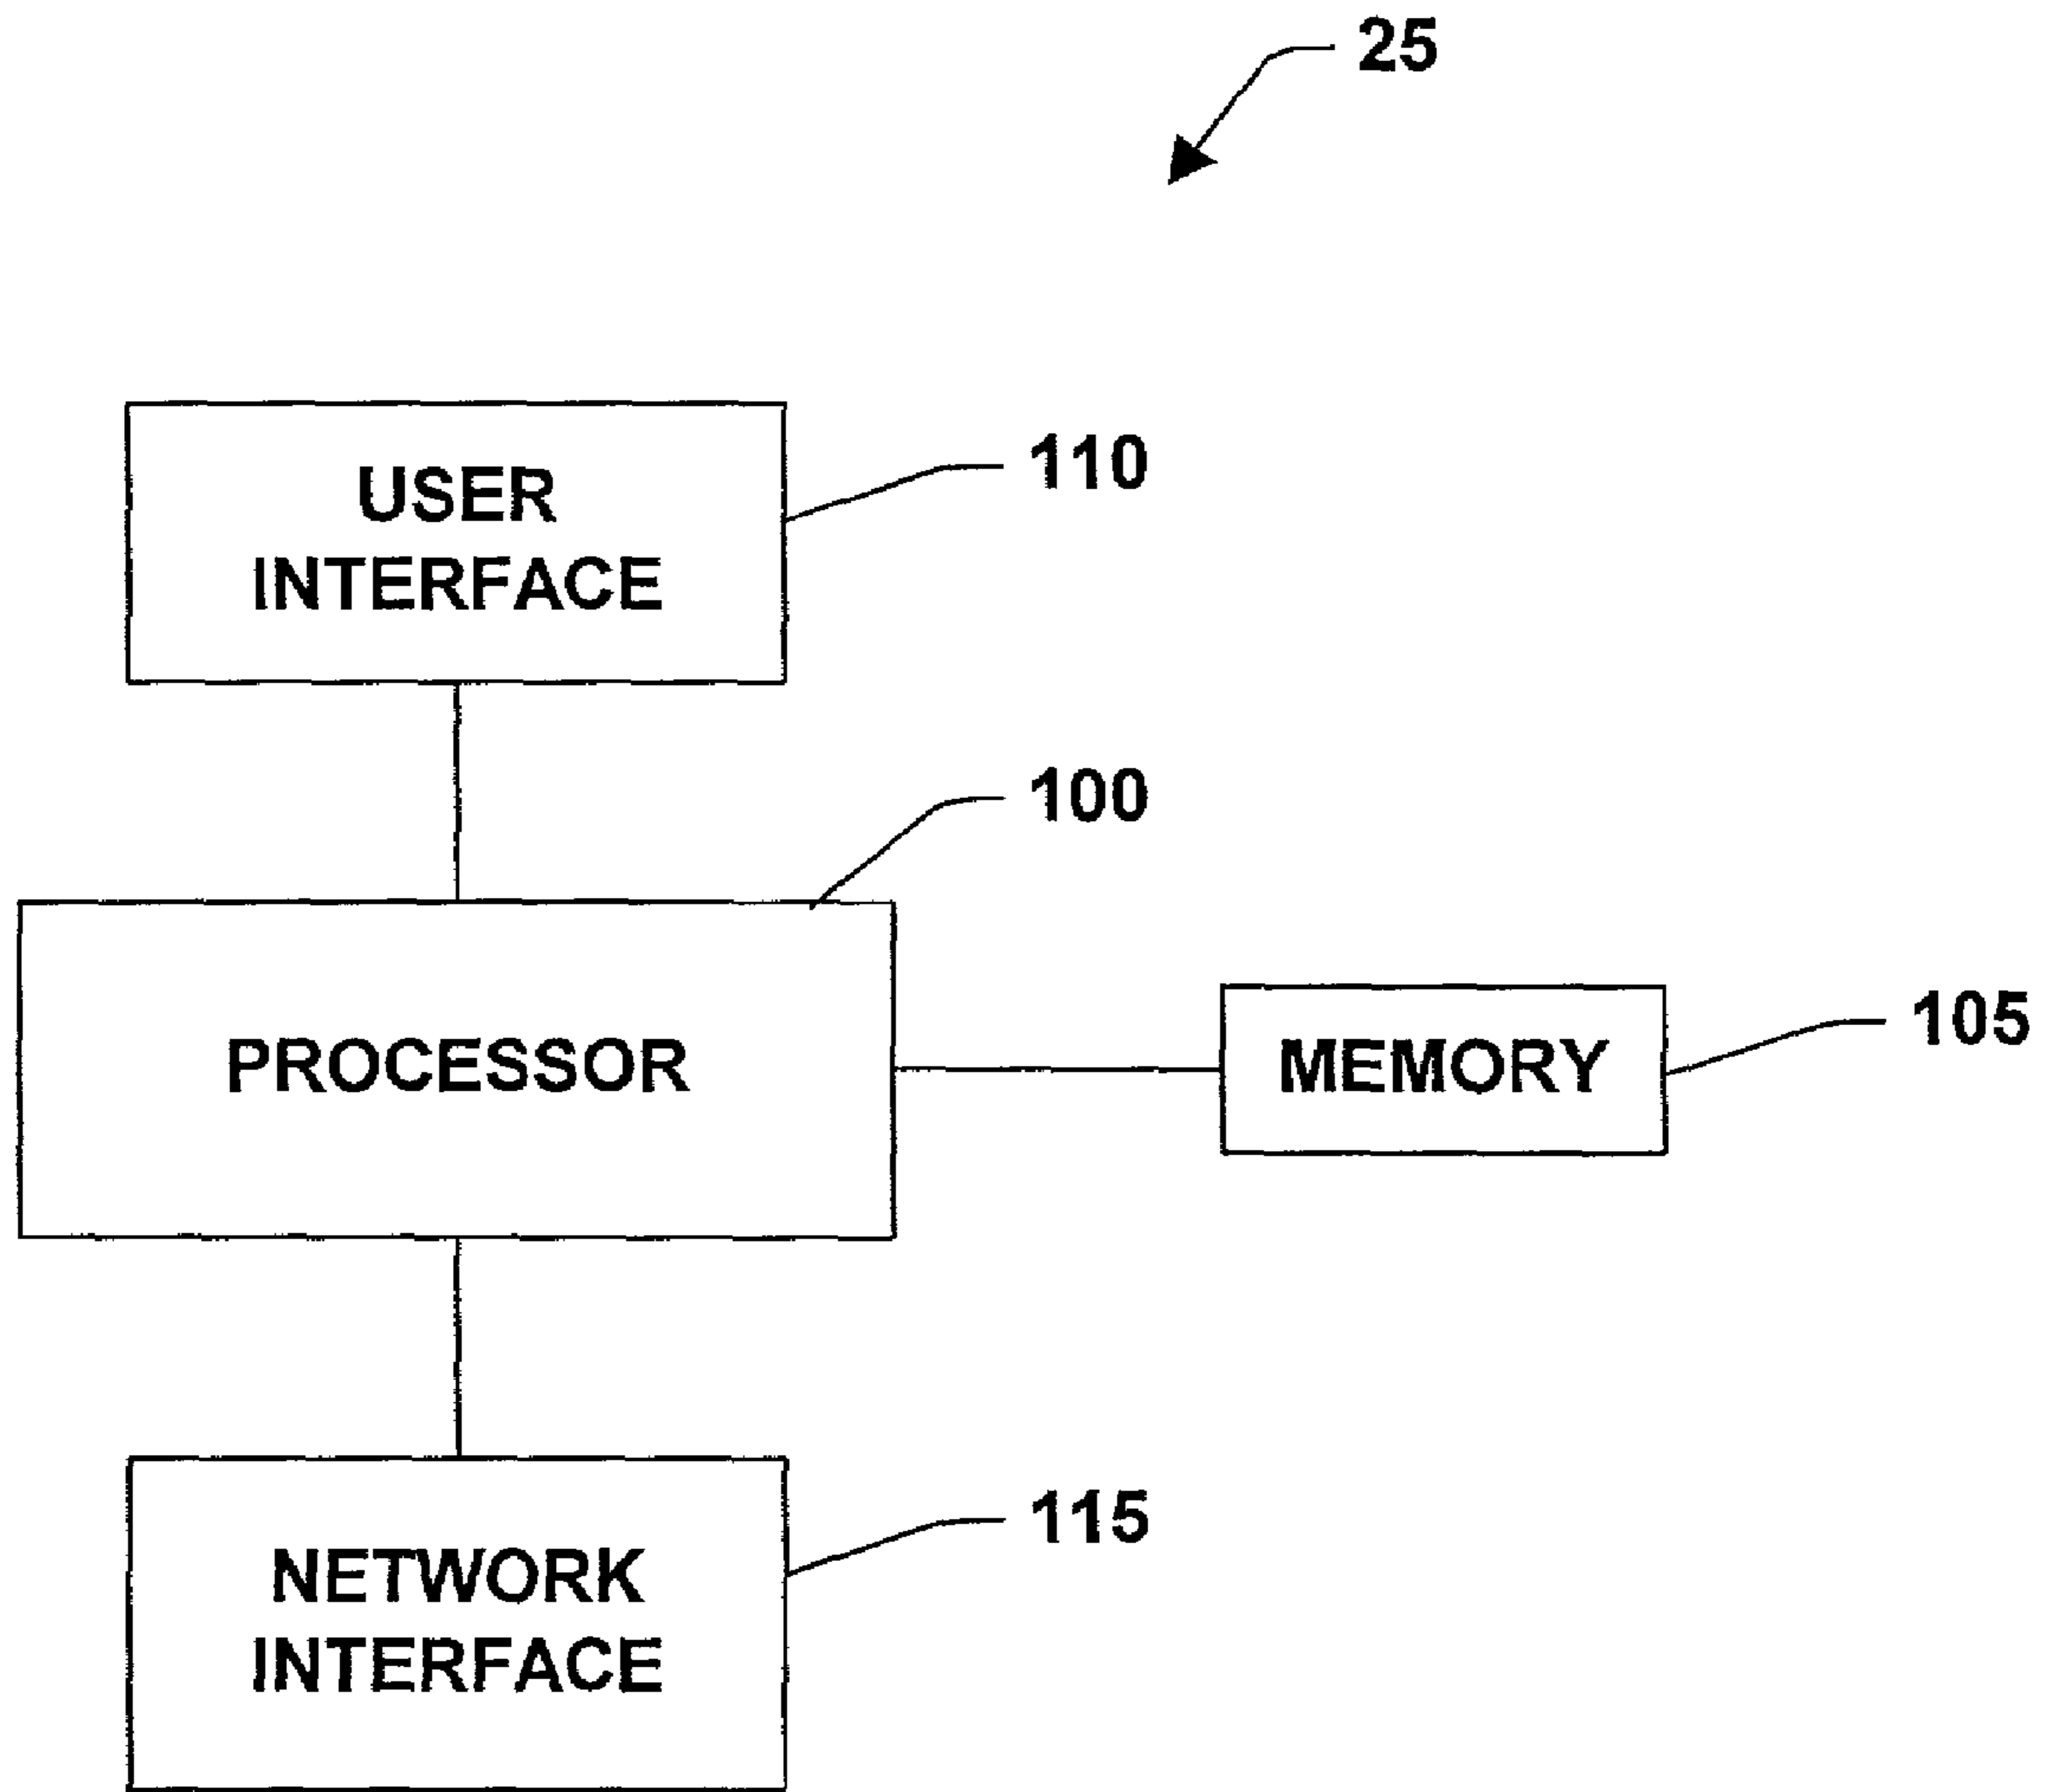 25
USER
INTERFACE
110
100
PROCESSOR
MEMORY
105
NETWORK
INTERFACE
115